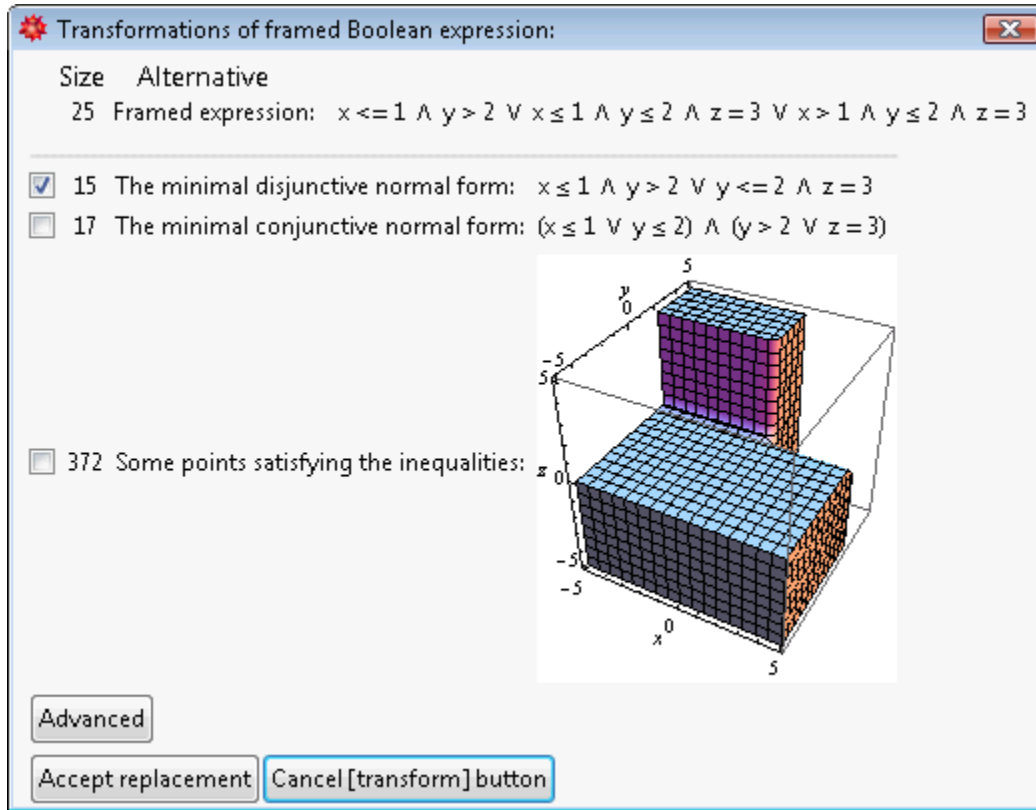 Transformations of framed Boolean expression:
Size Alternative
25 Framed expression: x <= 1 ∧ y > 2 ∨ x ≤ 1 ∧ y ≤ 2 ∧ z = 3 ∨ x > 1 ∧ y ≤ 2 ∧ z = 3
15 The minimal disjunctive normal form: x ≤ 1 ∧ y > 2 ∨ y <= 2 ∧ z = 3
17 The minimal conjunctive normal form: (x ≤ 1 ∨ y ≤ 2) ∧ (y > 2 ∨ z = 3)
5
y
0
-5
5
372 Some points satisfying the inequalities:
z 0
-5
-5
x 0
5
Advanced
Accept replacement Cancel [transform] button